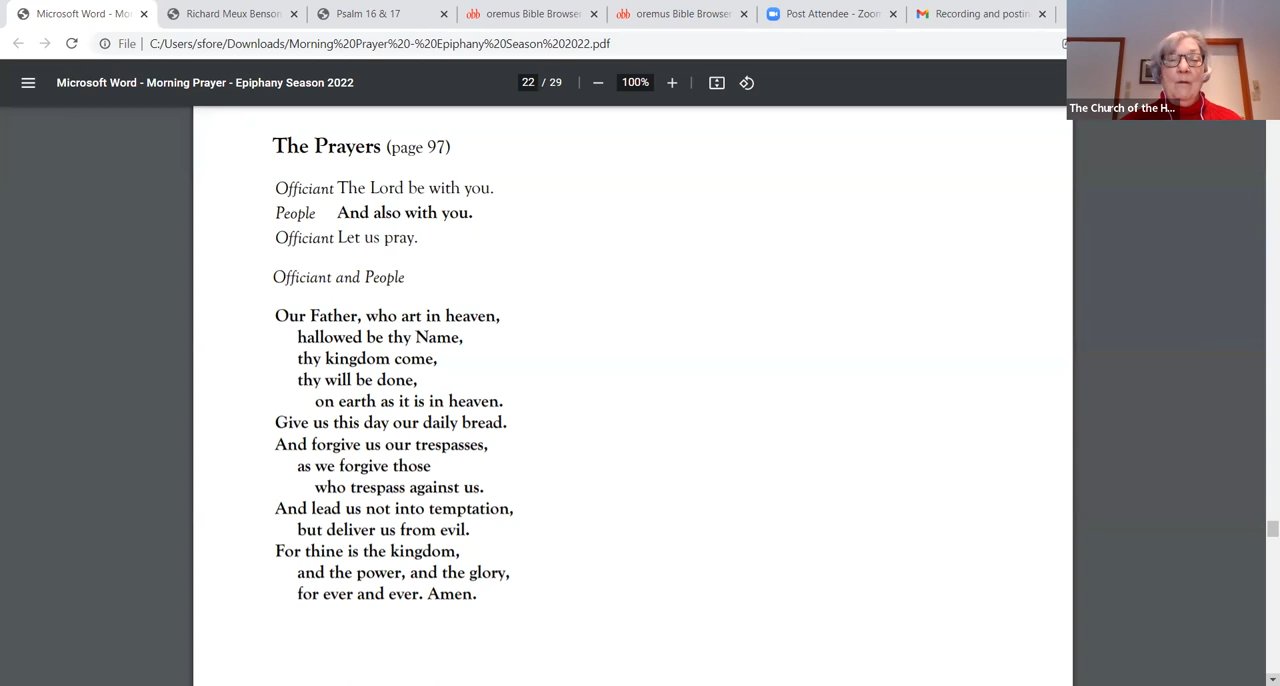 Microsoft Word - Mor
Richard Meux Benson
Psalm 16 & 17
oremus Bible Browser
oremus Bible Browser
Post Attendee - Zoom
Recording and postin
File
C:/Users/sfore/Downloads/Morning%20Prayer%20-%20Epiphany%20Season%202022.pdf
Microsoft Word - Morning Prayer - Epiphany Season 2022
22 / 29
100%
The Church of the H...
The Prayers (page 97)
Officiant The Lord be with you.
People And also with you.
Officiant Let us pray.
Officiant and People
Our Father, who art in heaven,
hallowed be thy Name,
thy kingdom come,
thy will be done,
on earth as it is in heaven.
Give us this day our daily bread.
And forgive us our trespasses,
as we forgive those
who trespass against us.
And lead us not into temptation,
but deliver us from evil.
For thine is the kingdom,
and the power, and the glory,
for ever and ever. Amen.